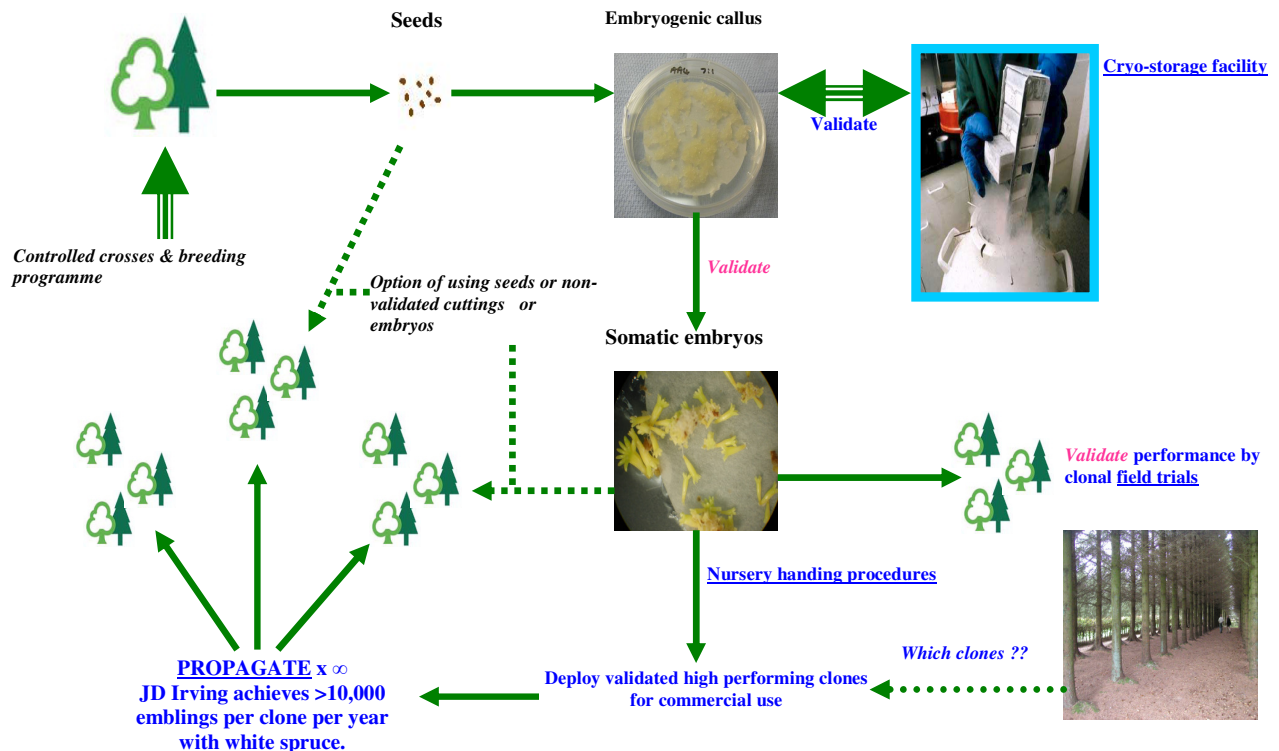 Seeds
Embryogenic callus
Cryo-storage facility
Validate
Controlled crosses & breeding
programme
Validate
Option of using seeds or non-
validated cuttings or
embryos
Somatic embryos
Validate performance by
clonal field trials
Nursery handing procedures
Which clones ??
PROPAGATE x ∞
JD Irving achieves >10,000
emblings per clone per year
with white spruce.
Deploy validated high performing clones
for commercial use